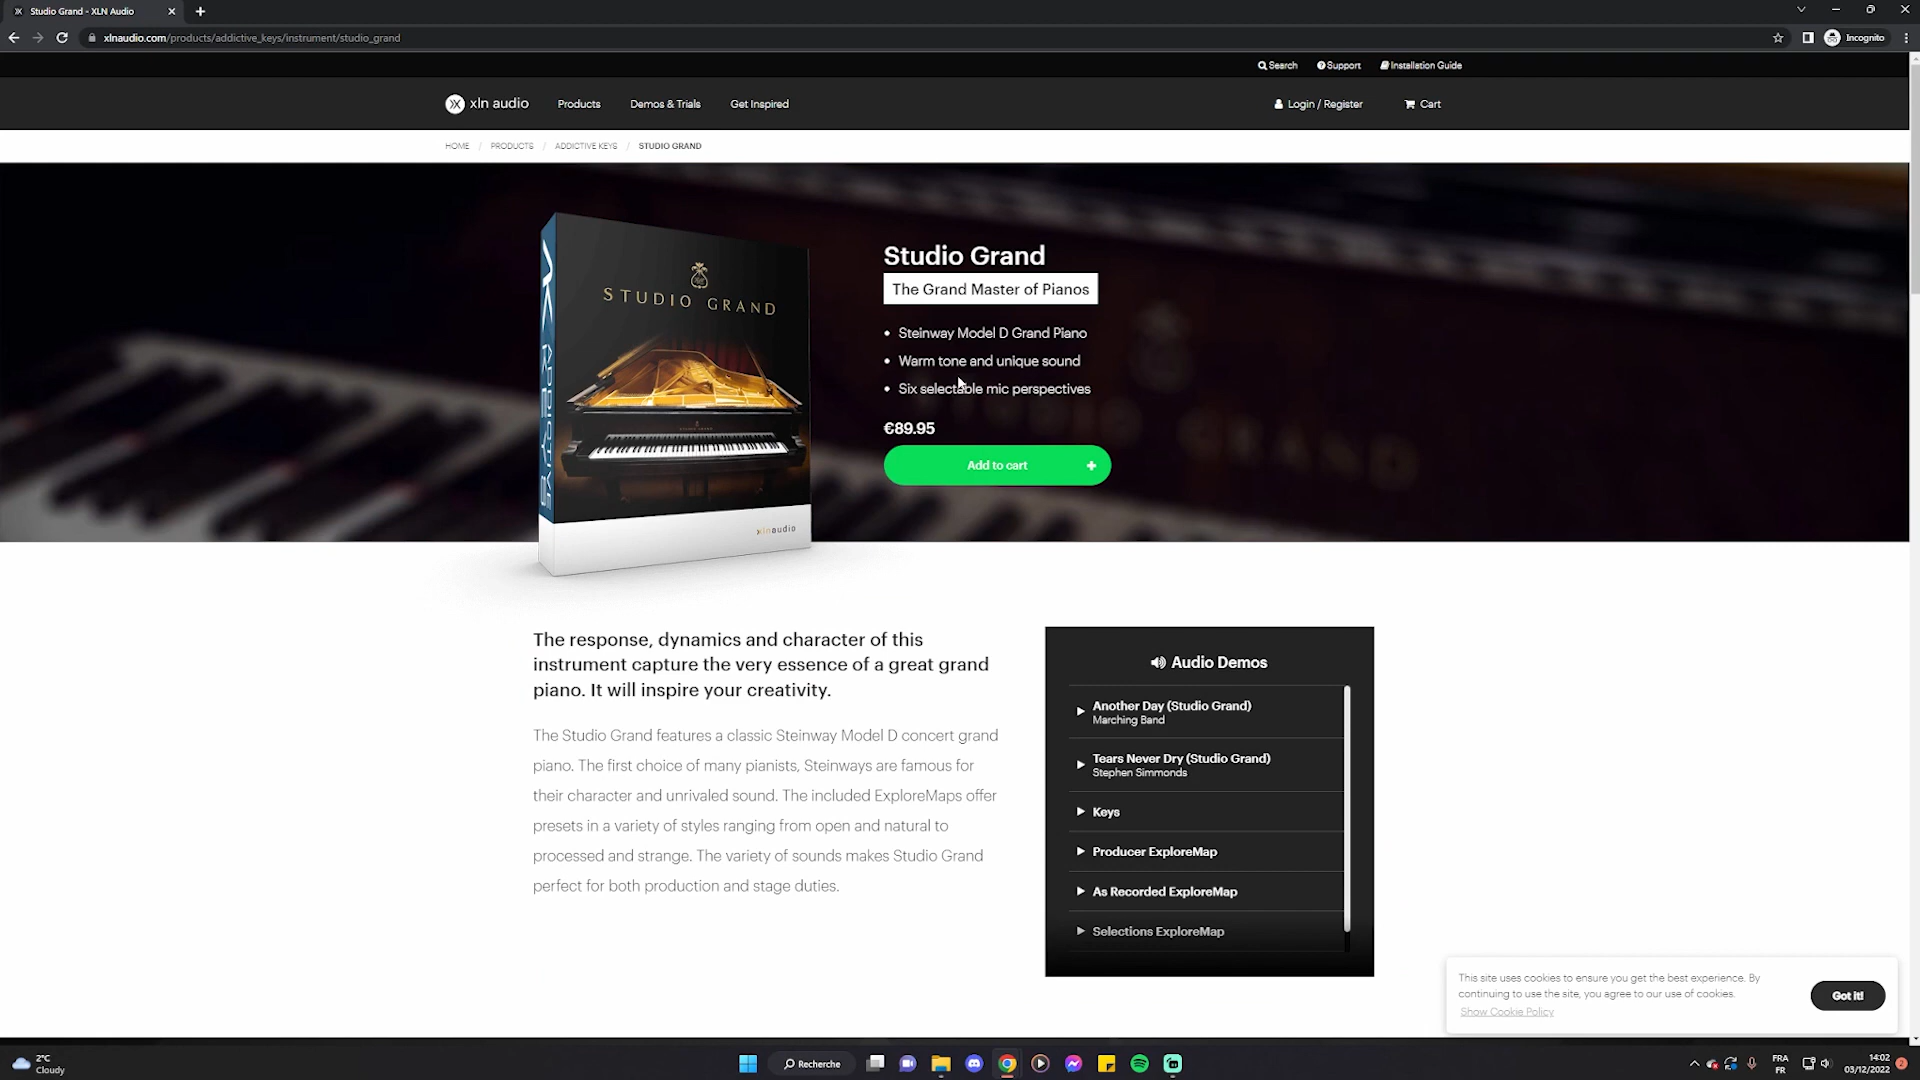 Studio Grand - XLN Audio
xlnaudio.com/products/addictive_keys/instrument/studio_grand
Incognito
Search
Support
Installation Guide
xln audio
Products
Demos & Trials
Get Inspired
Login / Register
Cart
HOME / PRODUCTS / ADDICTIVE KEYS / STUDIO GRAND
STUDIO GRAND
ADDICTIVE
KEYS
xlnaudio
Studio Grand
The Grand Master of Pianos
• Steinway Model D Grand Piano
• Warm tone and unique sound
• Six selectable mic perspectives
€89.95
Add to cart +
The response, dynamics and character of this
instrument capture the very essence of a great grand
piano. It will inspire your creativity.
The Studio Grand features a classic Steinway Model D concert grand
piano. The first choice of many pianists, Steinways are famous for
their character and unrivaled sound. The included ExploreMaps offer
presets in a variety of styles ranging from open and natural to
processed and strange. The variety of sounds makes Studio Grand
perfect for both production and stage duties.
Audio Demos
Another Day (Studio Grand)
Marching Band
Tears Never Dry (Studio Grand)
Stephen Simmonds
Keys
Producer ExploreMap
As Recorded ExploreMap
Selections ExploreMap
This site uses cookies to ensure you get the best experience. By
continuing to use the site, you agree to our use of cookies.
Show Cookie Policy
Got it!
2°C
Cloudy
Recherche
FRA
FR
14:02
03/12/2022
2